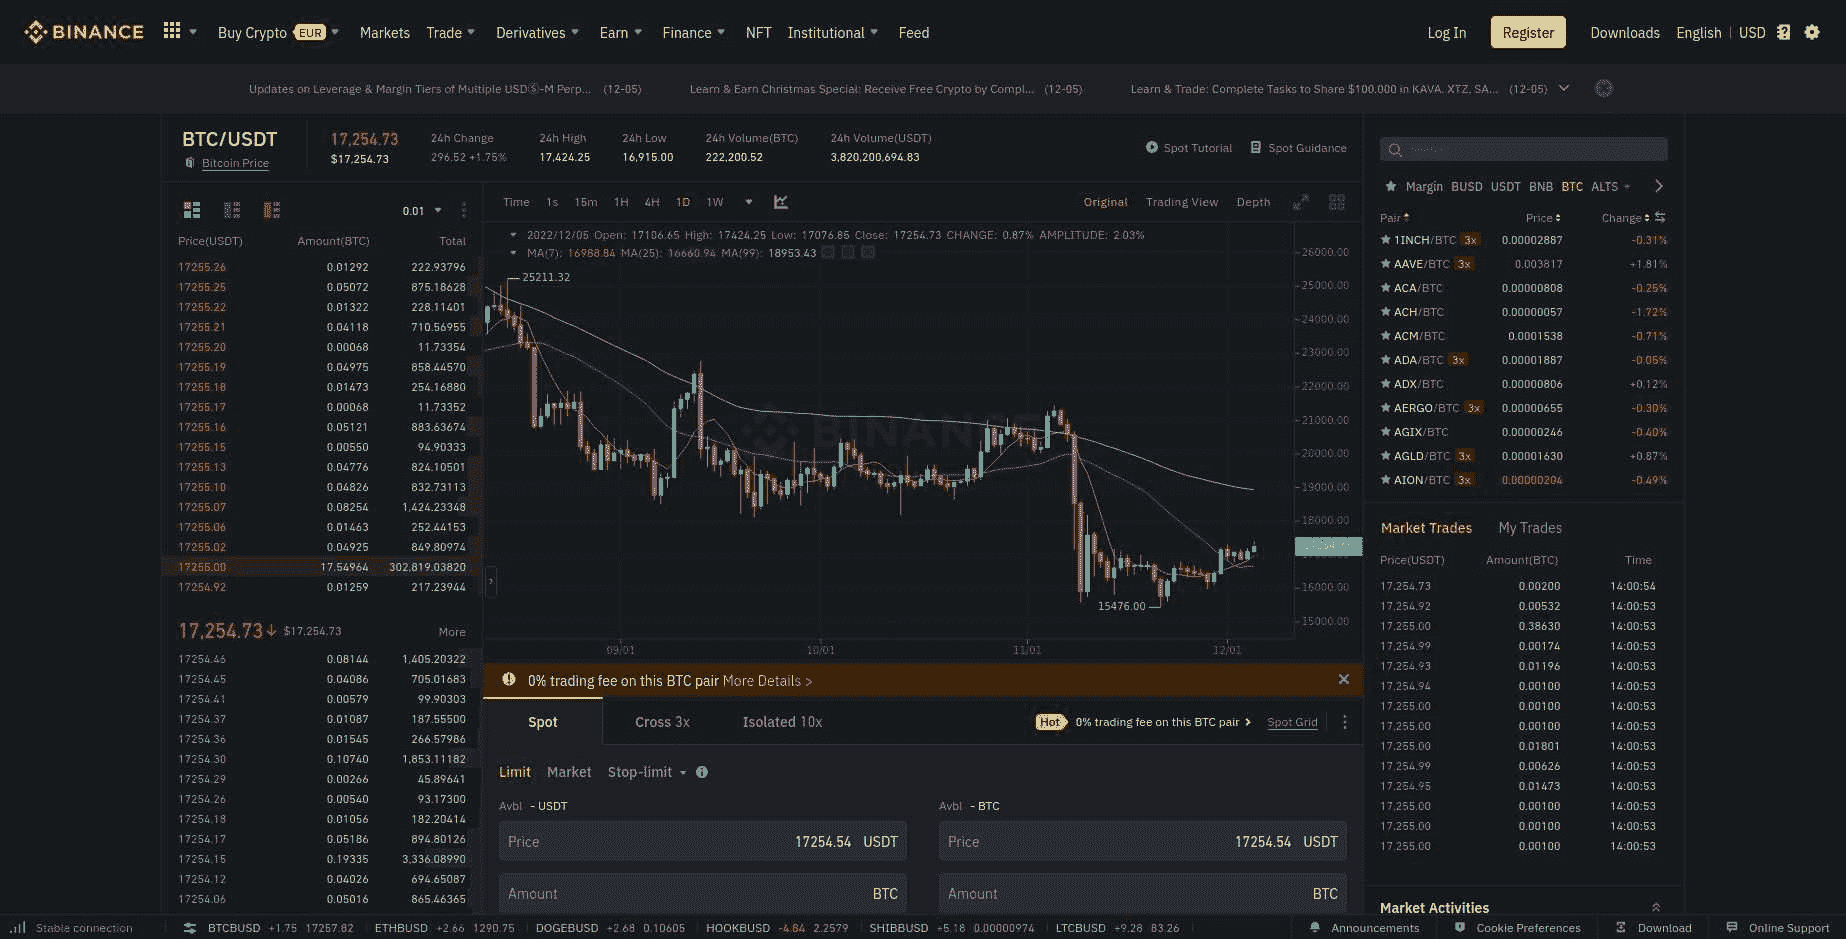 BINANCE Buy Crypto EUR Markets Trade Derivatives Earn Finance NFT Institutional Feed Log In Register Downloads English | USD
Updates on Leverage & Margin Tiers of Multiple USDⓈ-M Perp... (12-05) Learn & Earn Christmas Special: Receive Free Crypto by Compl... (12-05) Learn & Trade: Complete Tasks to Share $100,000 in KAVA, XTZ, SA... (12-05)
BTC/USDT
Bitcoin Price
17,254.73
$17,254.73
24h Change
296.52 +1.75%
24h High
17,424.25
24h Low
16,915.00
24h Volume(BTC)
222,200.52
24h Volume(USDT)
3,820,200,694.83
Spot Tutorial Spot Guidance
0.01
Price(USDT) Amount(BTC) Total
17255.26 0.01292 222.93796
17255.25 0.05072 875.18628
17255.22 0.01322 228.11401
17255.21 0.04118 710.56955
17255.20 0.00068 11.73354
17255.19 0.04975 858.44570
17255.18 0.01473 254.16880
17255.17 0.00068 11.73352
17255.16 0.05121 883.63674
17255.15 0.00550 94.90333
17255.13 0.04776 824.10501
17255.10 0.04826 832.73113
17255.07 0.08254 1,424.23348
17255.06 0.01463 252.44153
17255.02 0.04925 849.80974
17255.00 17.54964 302,819.03820
17254.92 0.01259 217.23944
17,254.73↓ $17,254.73 More
17254.46 0.08144 1,405.20322
17254.45 0.04086 705.01683
17254.41 0.00579 99.90303
17254.37 0.01087 187.55500
17254.36 0.01545 266.57986
17254.30 0.10740 1,853.11182
17254.29 0.00266 45.89641
17254.26 0.00540 93.17300
17254.18 0.01056 182.20414
17254.17 0.05186 894.80126
17254.15 0.19335 3,336.08990
17254.12 0.04026 694.65087
17254.06 0.05016 865.46365
Time 1s 15m 1H 4H 1D 1W Original Trading View Depth
2022/12/05 Open: 17106.65 High: 17424.25 Low: 17076.85 Close: 17254.73 CHANGE: 0.87% AMPLITUDE: 2.03%
MA(7): 16988.84 MA(25): 16660.94 MA(99): 18953.43
25211.32
BINANCE
15476.00
26000.00
25000.00
24000.00
23000.00
22000.00
21000.00
20000.00
19000.00
18000.00
16000.00
15000.00
09/01 10/01 11/01 12/01
0% trading fee on this BTC pair More Details >
Spot Cross 3x Isolated 10x Hot 0% trading fee on this BTC pair > Spot Grid
Limit Market Stop-limit
Avbl - USDT Avbl - BTC
Price 17254.54 USDT Price 17254.54 USDT
Amount BTC Amount BTC
Margin BUSD USDT BNB BTC ALTS
Pair Price Change
1INCH/BTC 3x 0.00002887 -0.31%
AAVE/BTC 3x 0.003817 +1.81%
ACA/BTC 0.00000808 -0.25%
ACH/BTC 0.00000057 -1.72%
ACM/BTC 0.0001538 -0.71%
ADA/BTC 3x 0.00001887 -0.05%
ADX/BTC 0.00000806 +0.12%
AERGO/BTC 3x 0.00000655 -0.30%
AGIX/BTC 0.00000246 -0.40%
AGLD/BTC 3x 0.00001630 +0.87%
AION/BTC 3x 0.00000204 -0.49%
Market Trades My Trades
Price(USDT) Amount(BTC) Time
17,254.73 0.00200 14:00:54
17,254.92 0.00532 14:00:53
17,255.00 0.38630 14:00:53
17,254.99 0.00174 14:00:53
17,254.93 0.01196 14:00:53
17,254.94 0.00100 14:00:53
17,255.00 0.00100 14:00:53
17,255.00 0.00100 14:00:53
17,255.00 0.01801 14:00:53
17,254.99 0.00626 14:00:53
17,254.95 0.01473 14:00:53
17,255.00 0.00100 14:00:53
17,255.00 0.00100 14:00:53
17,255.00 0.00100 14:00:53
Market Activities
Stable connection BTCBUSD +1.75 17257.82 ETHBUSD +2.66 1290.75 DOGEBUSD +2.68 0.10605 HOOKBUSD -4.84 2.2579 SHIBBUSD +5.18 0.00000974 LTCBUSD +9.28 83.26 Announcements Cookie Preferences Download Online Support